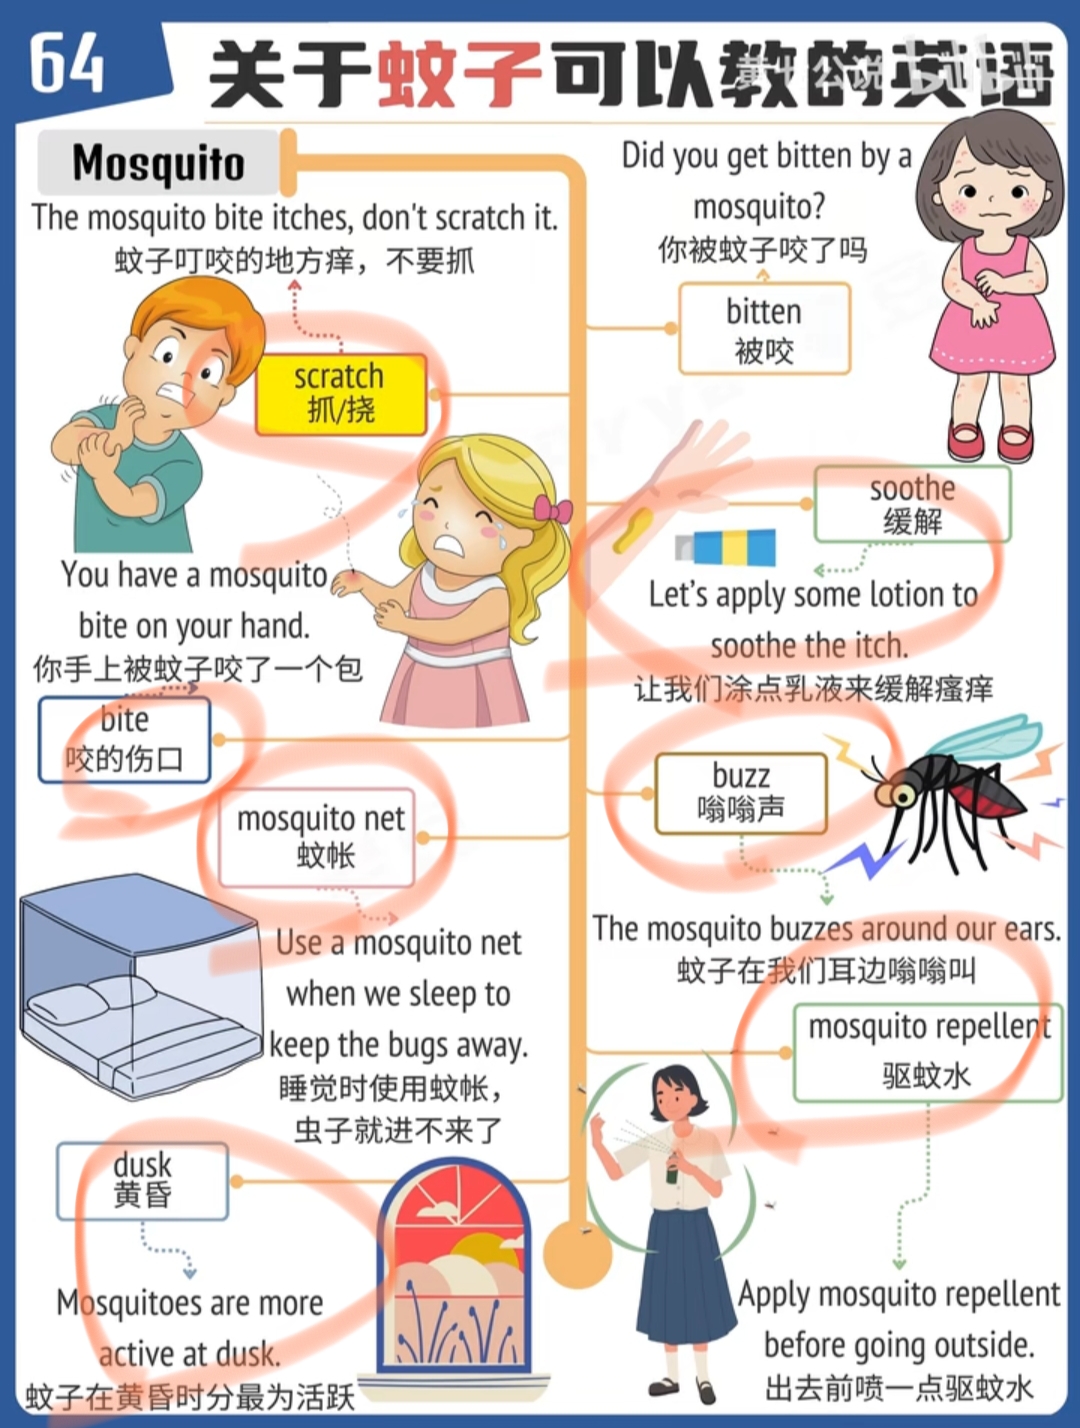 64
关于蚊子可以教的英语
bilibili
Mosquito
The mosquito bite itches, don't scratch it.
蚊子叮咬的地方痒，不要抓
scratch
抓/挠
You have a mosquito
bite on your hand.
你手上被蚊子咬了一个包
bite
咬的伤口
mosquito net
蚊帐
Use a mosquito net
when we sleep to
keep the bugs away.
睡觉时使用蚊帐，
虫子就进不来了
dusk
黄昏
Mosquitoes are more
active at dusk.
蚊子在黄昏时分最为活跃
Did you get bitten by a
mosquito?
你被蚊子咬了吗
bitten
被咬
soothe
缓解
Let's apply some lotion to
soothe the itch.
让我们涂点乳液来缓解瘙痒
buzz
嗡嗡声
The mosquito buzzes around our ears.
蚊子在我们耳边嗡嗡叫
mosquito repellent
驱蚊水
Apply mosquito repellent
before going outside.
出去前喷一点驱蚊水